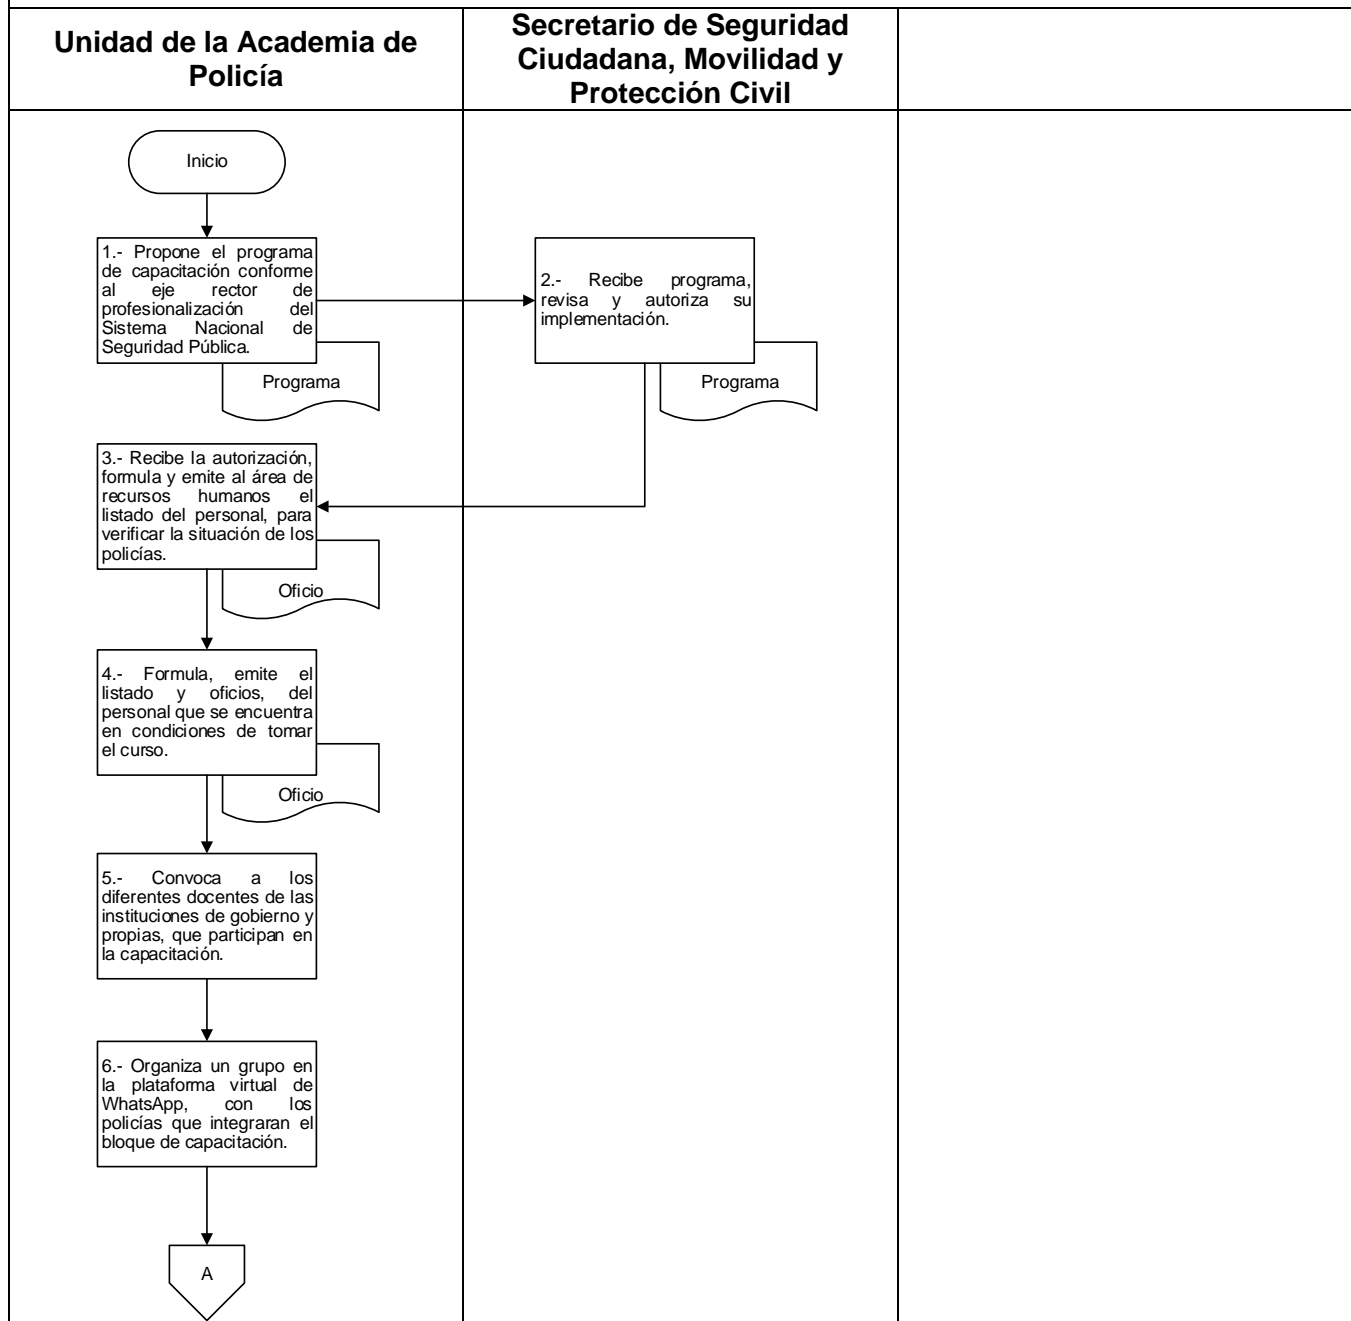 Unidad de la Academia de
Policía
Secretario de Seguridad
Ciudadana, Movilidad y
Protección Civil
Inicio
1.- Propone el programa
de capacitación conforme
al eje rector de
profesionalización del
Sistema Nacional de
Seguridad Pública.
Programa
2.- Recibe programa,
revisa y autoriza su
implementación.
Programa
3.- Recibe la autorización,
formula y emite al área de
recursos humanos el
listado del personal, para
verificar la situación de los
policías.
Oficio
4.- Formula, emite el
listado y oficios, del
personal que se encuentra
en condiciones de tomar
el curso.
Oficio
5.- Convoca a los
diferentes docentes de las
instituciones de gobierno y
propias, que participan en
la capacitación.
6.- Organiza un grupo en
la plataforma virtual de
WhatsApp, con los
policías que integraran el
bloque de capacitación.
A